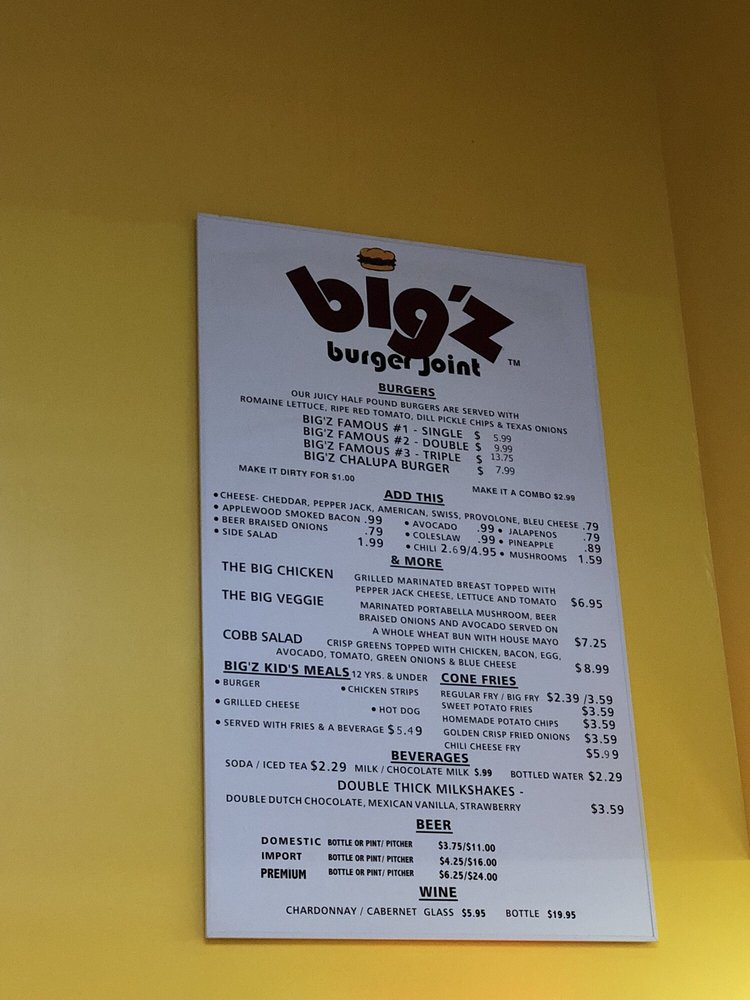 big'z
burger joint ™
BURGERS
OUR JUICY HALF POUND BURGERS ARE SERVED WITH
ROMAINE LETTUCE, RIPE RED TOMATO, DILL PICKLE CHIPS & TEXAS ONIONS
BIG'Z FAMOUS #1 - SINGLE $ 5.99
BIG'Z FAMOUS #2 - DOUBLE $ 9.99
BIG'Z FAMOUS #3 - TRIPLE $ 13.75
BIG'Z CHALUPA BURGER $ 7.99
MAKE IT DIRTY FOR $1.00 MAKE IT A COMBO $2.99
ADD THIS
• CHEESE- CHEDDAR, PEPPER JACK, AMERICAN, SWISS, PROVOLONE, BLEU CHEESE .79
• APPLEWOOD SMOKED BACON .99 • AVOCADO .99 • JALAPENOS .79
• BEER BRAISED ONIONS .79 • COLESLAW .99 • PINEAPPLE .89
• SIDE SALAD 1.99 • CHILI 2.69/4.95 • MUSHROOMS 1.59
& MORE
THE BIG CHICKEN GRILLED MARINATED BREAST TOPPED WITH
PEPPER JACK CHEESE, LETTUCE AND TOMATO $6.95
THE BIG VEGGIE MARINATED PORTABELLA MUSHROOM, BEER
BRAISED ONIONS AND AVOCADO SERVED ON
A WHOLE WHEAT BUN WITH HOUSE MAYO $7.25
COBB SALAD CRISP GREENS TOPPED WITH CHICKEN, BACON, EGG,
AVOCADO, TOMATO, GREEN ONIONS & BLUE CHEESE $8.99
BIG'Z KID'S MEALS 12 YRS. & UNDER
• BURGER • CHICKEN STRIPS
• GRILLED CHEESE • HOT DOG
• SERVED WITH FRIES & A BEVERAGE $5.49
CONE FRIES
REGULAR FRY / BIG FRY $2.39 /3.59
SWEET POTATO FRIES $3.59
HOMEMADE POTATO CHIPS $3.59
GOLDEN CRISP FRIED ONIONS $3.59
CHILI CHEESE FRY $5.99
BEVERAGES
SODA / ICED TEA $2.29 MILK / CHOCOLATE MILK $.99 BOTTLED WATER $2.29
DOUBLE THICK MILKSHAKES -
DOUBLE DUTCH CHOCOLATE, MEXICAN VANILLA, STRAWBERRY $3.59
BEER
DOMESTIC BOTTLE OR PINT/ PITCHER $3.75/$11.00
IMPORT BOTTLE OR PINT/ PITCHER $4.25/$16.00
PREMIUM BOTTLE OR PINT/ PITCHER $6.25/$24.00
WINE
CHARDONNAY / CABERNET GLASS $5.95 BOTTLE $19.95